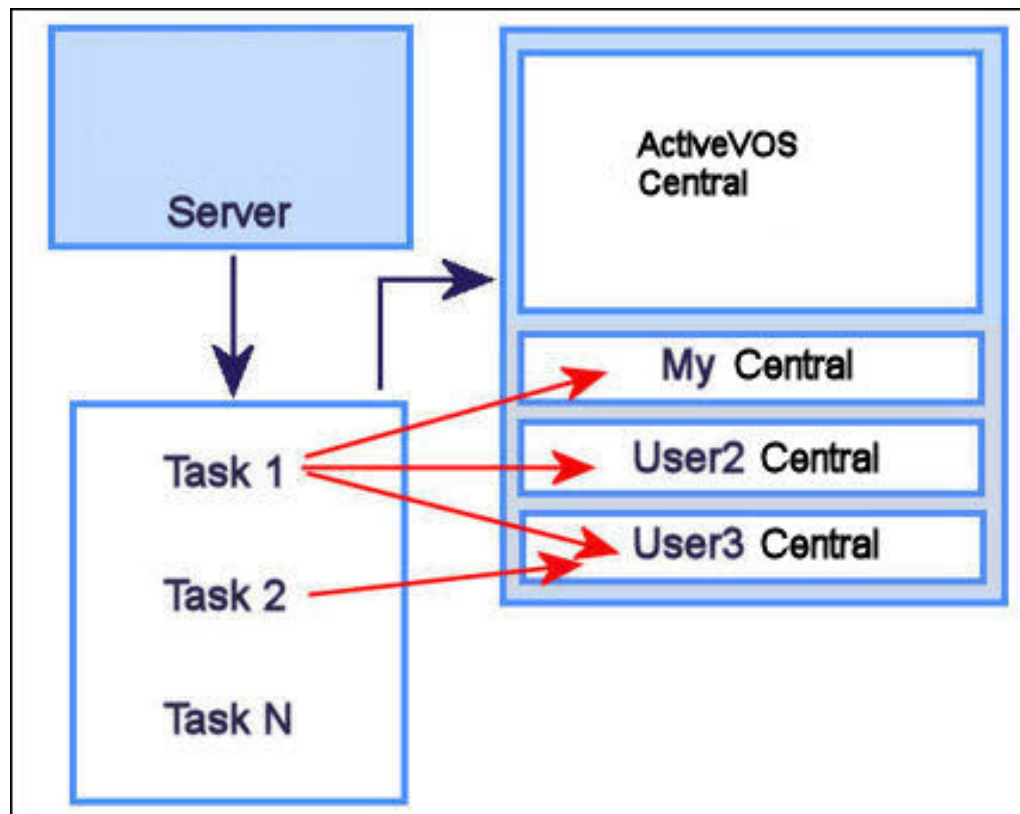 Server
ActiveVOS
Central
My Central
User2 Central
User3 Central
Task 1
Task 2
Task N